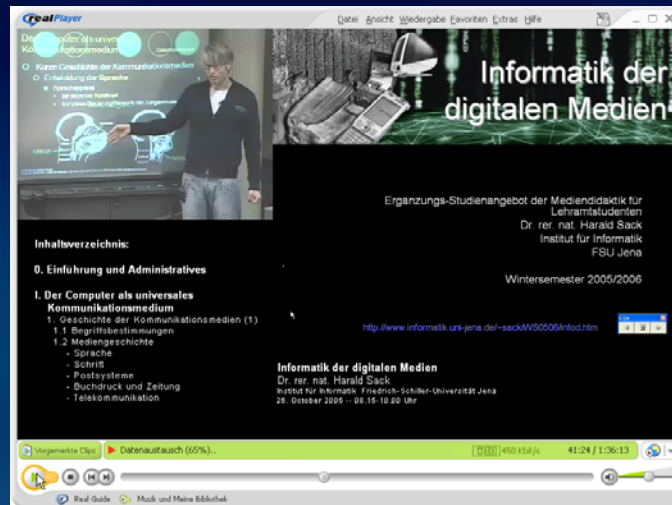 realPlayer
Datei Ansicht Wiedergabe Favoriten Extras Hilfe
Der Computer als universales
Kommunikationsmedium
Kurze Geschichte der Kommunikationsmedien
Entwicklung der Sprache
Informatik der
digitalen Medien
Ergänzungs-Studienangebot der Mediendidaktik für
Lehramtstudenten
Dr. rer. nat. Harald Sack
Institut für Informatik
FSU Jena
Wintersemester 2005/2006
http://www.informatik.uni-jena.de/~sack/WS0506/infod.htm
Inhaltsverzeichnis:
0. Einführung und Administratives
I. Der Computer als universales
Kommunikationsmedium
1. Geschichte der Kommunikationsmedien (1)
1.1 Begriffsbestimmungen
1.2 Mediengeschichte
- Sprache
- Schrift
- Postsysteme
- Buchdruck und Zeitung
- Telekommunikation
Informatik der digitalen Medien
Dr. rer. nat. Harald Sack
Institut für Informatik Friedrich-Schiller-Universität Jena
26. October 2005 -- 08.15-10.00 Uhr
Vorgemerkte Clips Datenaustausch (65%)... 450 Kbit/s 41:24 / 1:36:13
Real Guide Musik und Meine Bibliothek